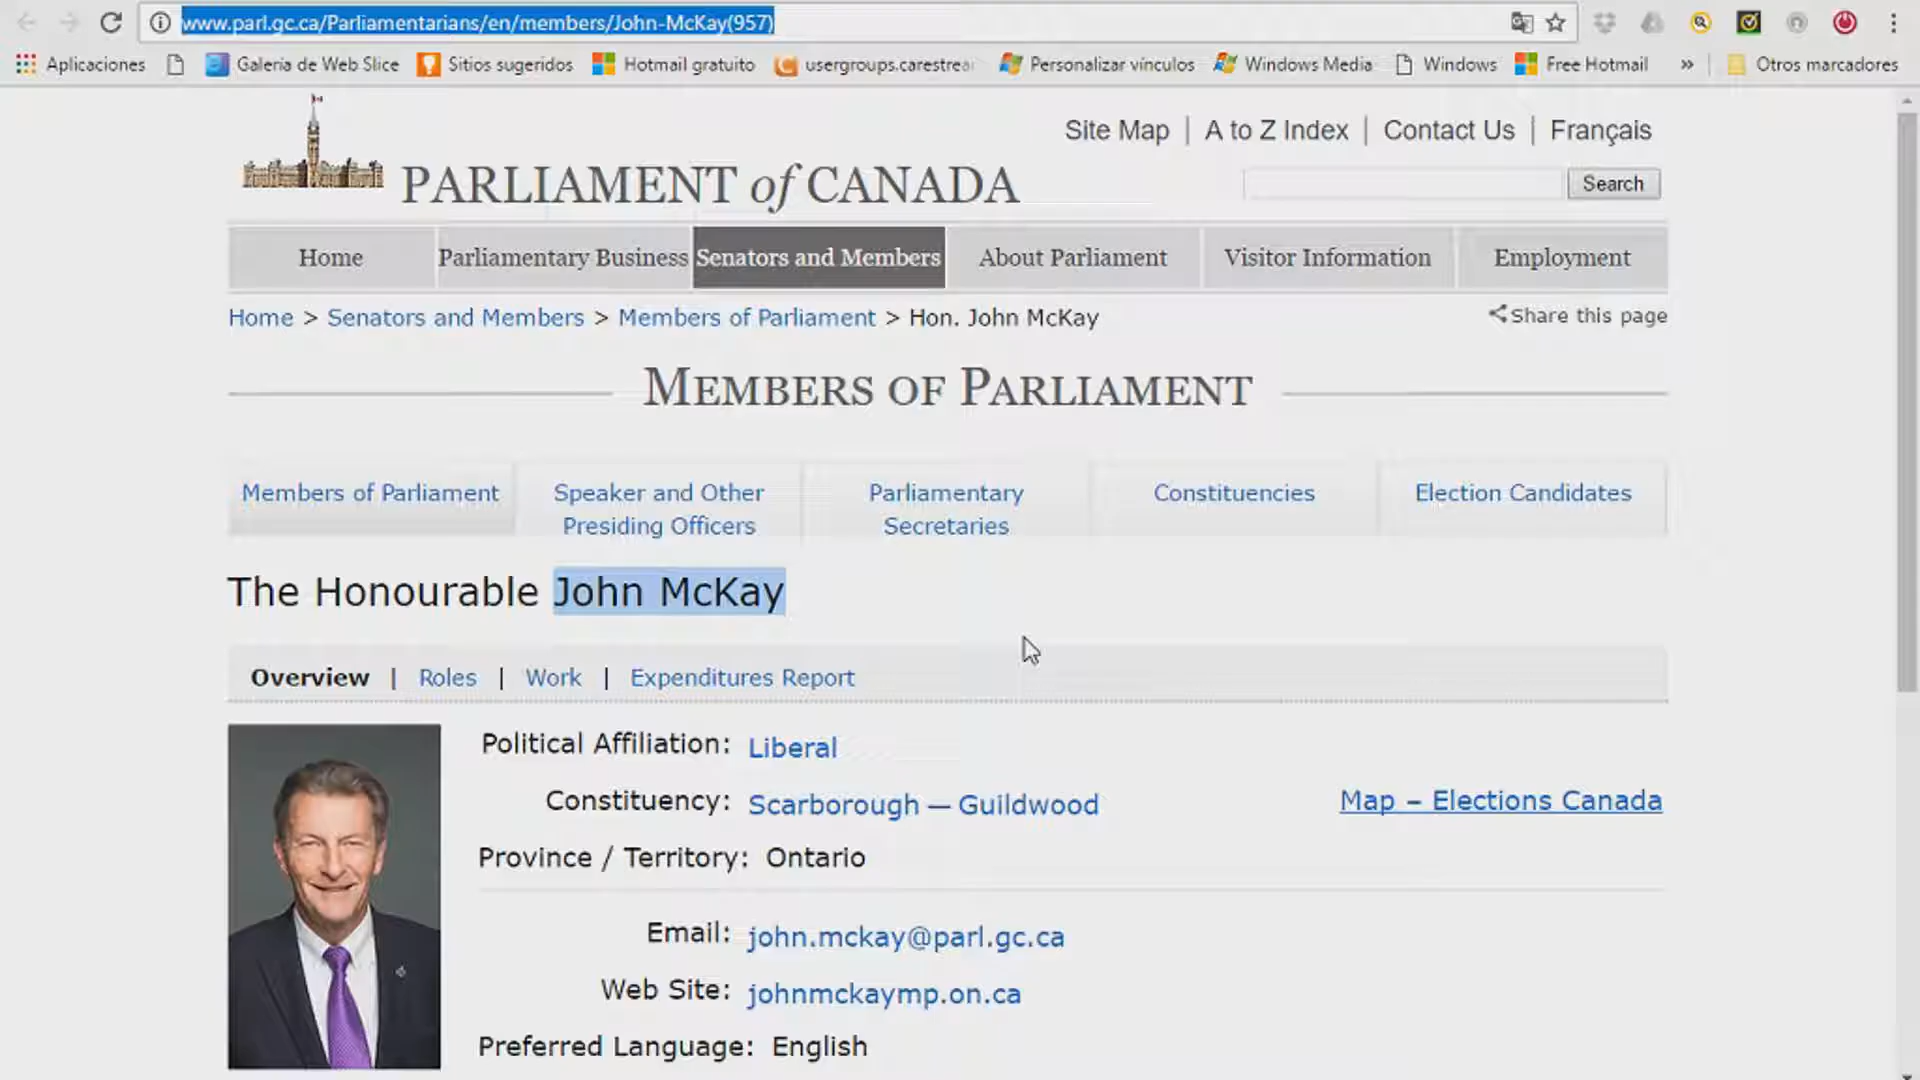 www.parl.gc.ca/Parliamentarians/en/members/John-McKay(957)
Aplicaciones Galería de Web Slice Sitios sugeridos Hotmail gratuito usergroups.carestrea Personalizar vínculos Windows Media Windows Free Hotmail » Otros marcadores
Site Map | A to Z Index | Contact Us | Français
PARLIAMENT of CANADA
Search
Home Parliamentary Business Senators and Members About Parliament Visitor Information Employment
Home > Senators and Members > Members of Parliament > Hon. John McKay
Share this page
MEMBERS OF PARLIAMENT
Members of Parliament
Speaker and Other
Presiding Officers
Parliamentary
Secretaries
Constituencies
Election Candidates
The Honourable John McKay
Overview | Roles | Work | Expenditures Report
Political Affiliation: Liberal
Constituency: Scarborough — Guildwood
Map – Elections Canada
Province / Territory: Ontario
Email: john.mckay@parl.gc.ca
Web Site: johnmckaymp.on.ca
Preferred Language: English